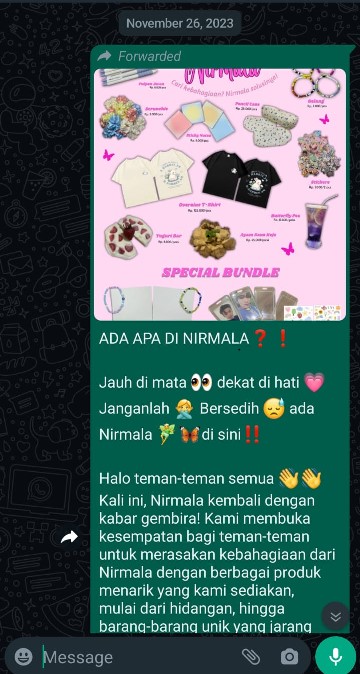 November 26, 2023
Forwarded
Nirmala
Cari kebahagiaan? Nirmala solusinya!
Scrunchie
Sticky Notes
Pencil Case
Gelang
Stickers
Oversize T-Shirt
Butterfly Pea
Yogurt Bar
SPECIAL BUNDLE
ADA APA DI NIRMALA❓❗
Jauh di mata 👀 dekat di hati 💗
Janganlah 🙅‍♂️ Bersedih 😓 ada
Nirmala 🧚 🦋 di sini‼️
Halo teman-teman semua 👋👋
Kali ini, Nirmala kembali dengan
kabar gembira! Kami membuka
kesempatan bagi teman-teman
untuk merasakan kebahagiaan dari
Nirmala dengan berbagai produk
menarik yang kami sediakan,
mulai dari hidangan, hingga
barang-barang unik yang jarang
Message